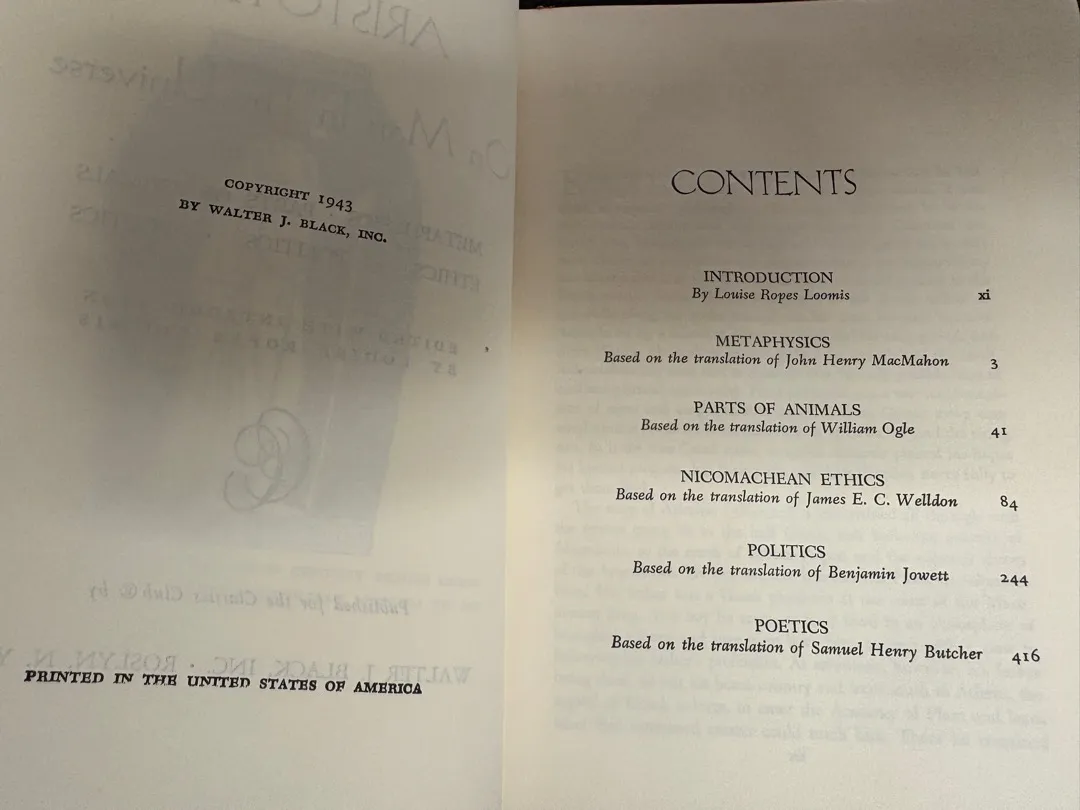 COPYRIGHT 1943
BY WALTER J. BLACK, INC.
PRINTED IN THE UNITED STATES OF AMERICA
CONTENTS
INTRODUCTION
By Louise Ropes Loomis xi
METAPHYSICS
Based on the translation of John Henry MacMahon 3
PARTS OF ANIMALS
Based on the translation of William Ogle 41
NICOMACHEAN ETHICS
Based on the translation of James E. C. Welldon 84
POLITICS
Based on the translation of Benjamin Jowett 244
POETICS
Based on the translation of Samuel Henry Butcher 416